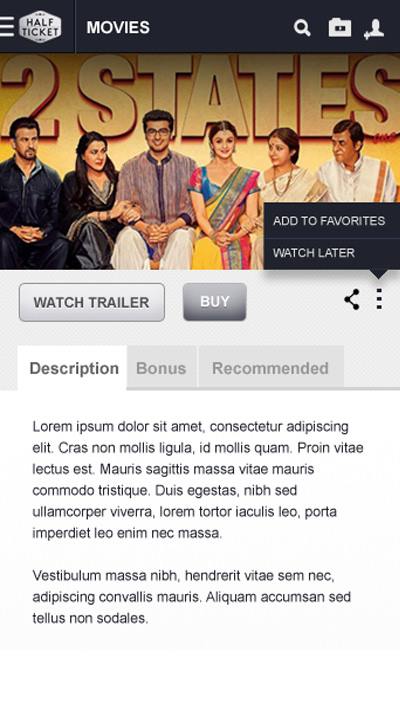 HALF
TICKET
MOVIES
2 STATES
ADD TO FAVORITES
WATCH LATER
WATCH TRAILER
BUY
Description
Bonus
Recommended
Lorem ipsum dolor sit amet, consectetur adipiscing
elit. Cras non mollis ligula, id mollis quam. Proin vitae
lectus est. Mauris sagittis massa vitae mauris
commodo tristique. Duis egestas, nibh sed
ullamcorper viverra, lorem tortor iaculis leo, porta
imperdiet leo enim nec massa.
Vestibulum massa nibh, hendrerit vitae sem nec,
adipiscing convallis mauris. Aliquam accumsan sed
tellus non sodales.